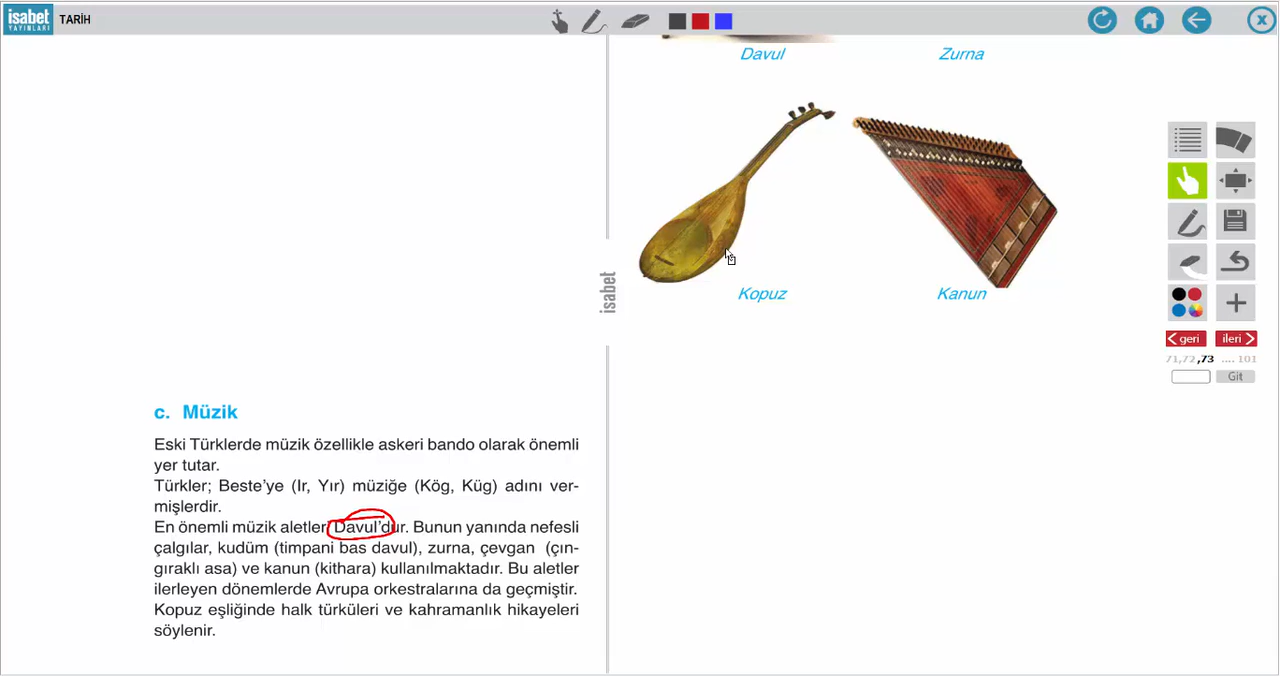 isabet
YAYINLARI
TARİH
c. Müzik
Eski Türklerde müzik özellikle askeri bando olarak önemli
yer tutar.
Türkler; Beste'ye (Ir, Yır) müziğe (Kög, Küg) adını ver-
mişlerdir.
En önemli müzik aletler Davul'dur. Bunun yanında nefesli
çalgılar, kudüm (timpani bas davul), zurna, çevgan (çın-
gıraklı asa) ve kanun (kithara) kullanılmaktadır. Bu aletler
ilerleyen dönemlerde Avrupa orkestralarına da geçmiştir.
Kopuz eşliğinde halk türküleri ve kahramanlık hikayeleri
söylenir.
isabet
Davul
Zurna
Kopuz
Kanun
geri
ileri
71,72,73 .... 101
Git